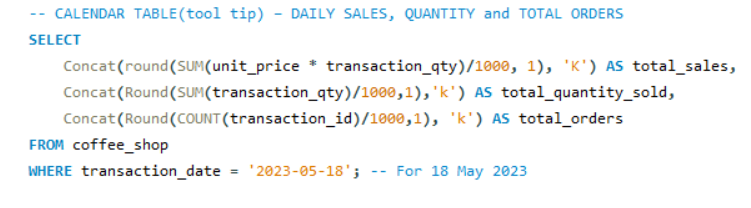 -- CALENDAR TABLE(tool tip) – DAILY SALES, QUANTITY and TOTAL ORDERS
SELECT
Concat(round(SUM(unit_price * transaction_qty)/1000, 1), 'K') AS total_sales,
Concat(Round(SUM(transaction_qty)/1000,1),'k') AS total_quantity_sold,
Concat(Round(COUNT(transaction_id)/1000,1), 'k') AS total_orders
FROM coffee_shop
WHERE transaction_date = '2023-05-18'; -- For 18 May 2023